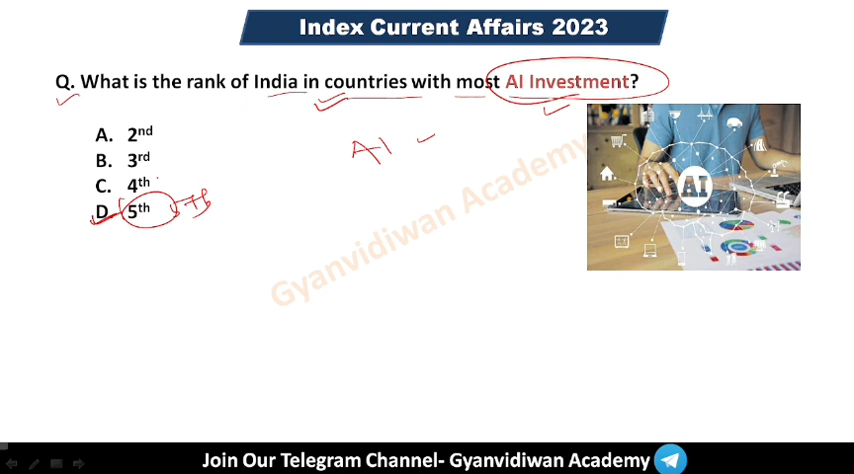 Index Current Affairs 2023
Q. What is the rank of India in countries with most AI Investment?
A. 2nd
B. 3rd
C. 4th
D. 5th
AI
AI
Gyanvidiwan Academy
Join Our Telegram Channel- Gyanvidiwan Academy